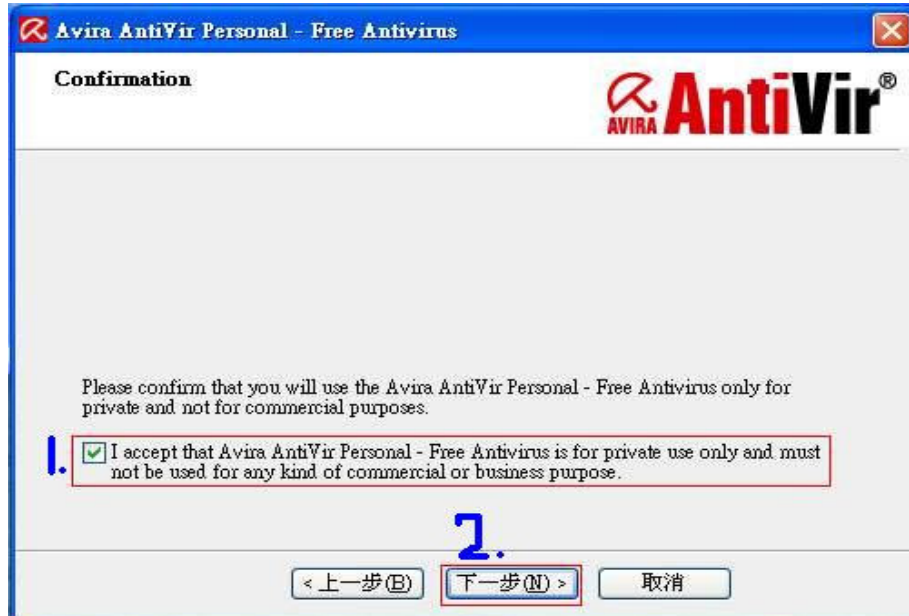 Avira AntiVir Personal - Free Antivirus
Confirmation
AVIRA AntiVir®
Please confirm that you will use the Avira AntiVir Personal - Free Antivirus only for
private and not for commercial purposes.
1. I accept that Avira AntiVir Personal - Free Antivirus is for private use only and must
not be used for any kind of commercial or business purpose.
2.
<上一步(B) 下一步(N)> 取消